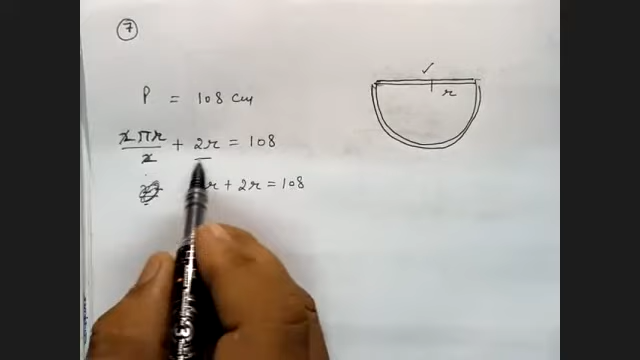 7
P = 108 cm
2πr/2 + 2r = 108
r + 2r = 108
r